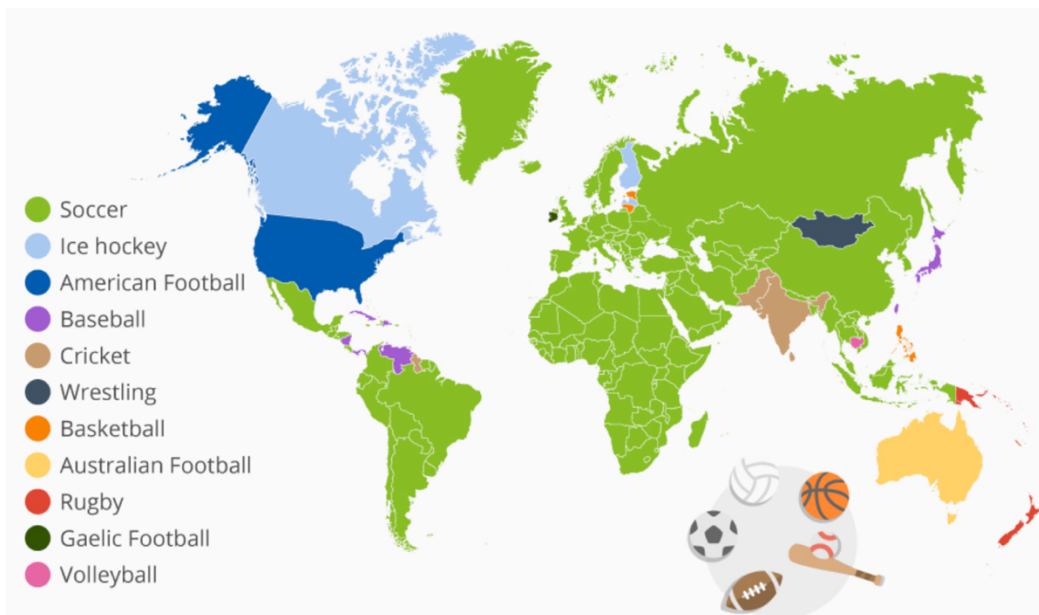 Soccer
Ice hockey
American Football
Baseball
Cricket
Wrestling
Basketball
Australian Football
Rugby
Gaelic Football
Volleyball